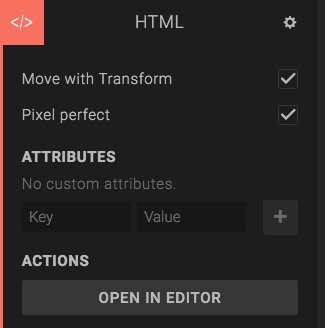 </> HTML
Move with Transform
Pixel perfect
ATTRIBUTES
No custom attributes.
Key Value +
ACTIONS
OPEN IN EDITOR